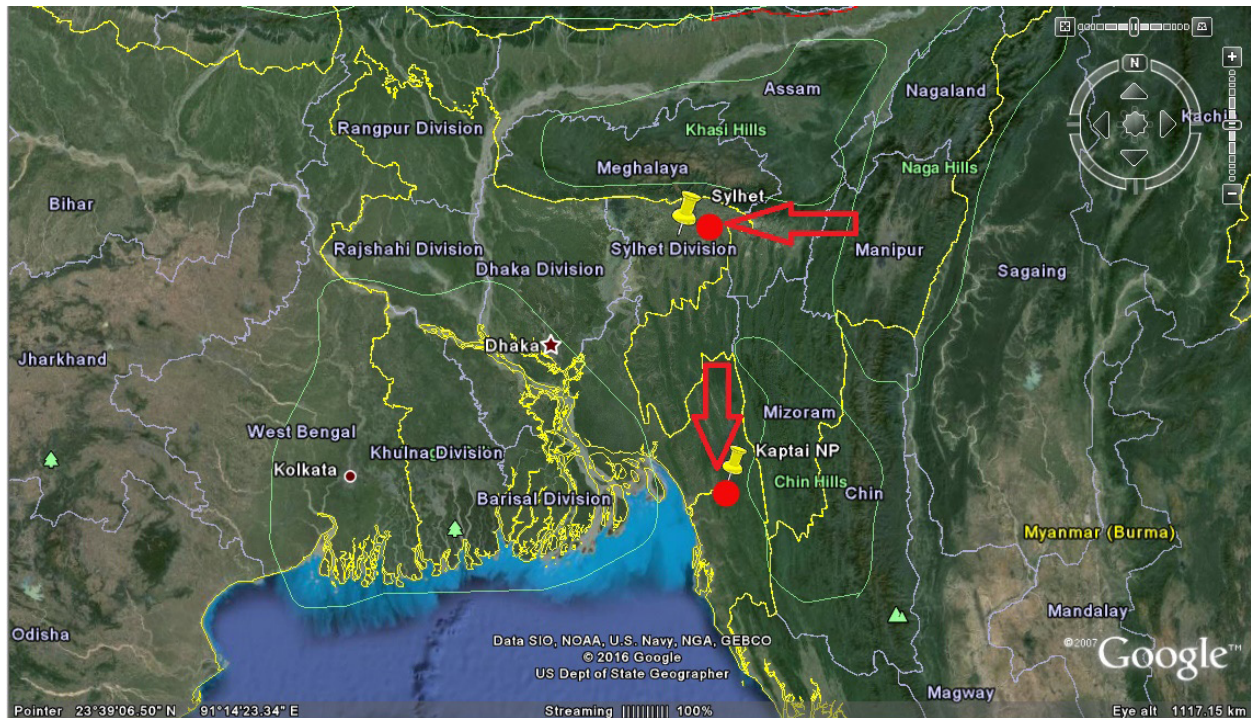 N
Assam
Nagaland
Kachi
Rangpur Division
Khasi Hills
Meghalaya
Naga Hills
Bihar
Sylhet
Rajshahi Division
Sylhet Division
Manipur
Dhaka Division
Sagaing
Dhaka
Jharkhand
Mizoram
West Bengal
Khulna Division
Kaptai NP
Kolkata
Chin Hills
Chin
Barisal Division
Myanmar (Burma)
Mandalay
Odisha
Data SIO, NOAA, U.S. Navy, NGA, GEBCO
© 2016 Google
US Dept of State Geographer
©2007 Google™
Magway
Pointer 23°39'06.50" N 91°14'23.34" E
Streaming |||||||||| 100%
Eye alt 1117.15 km